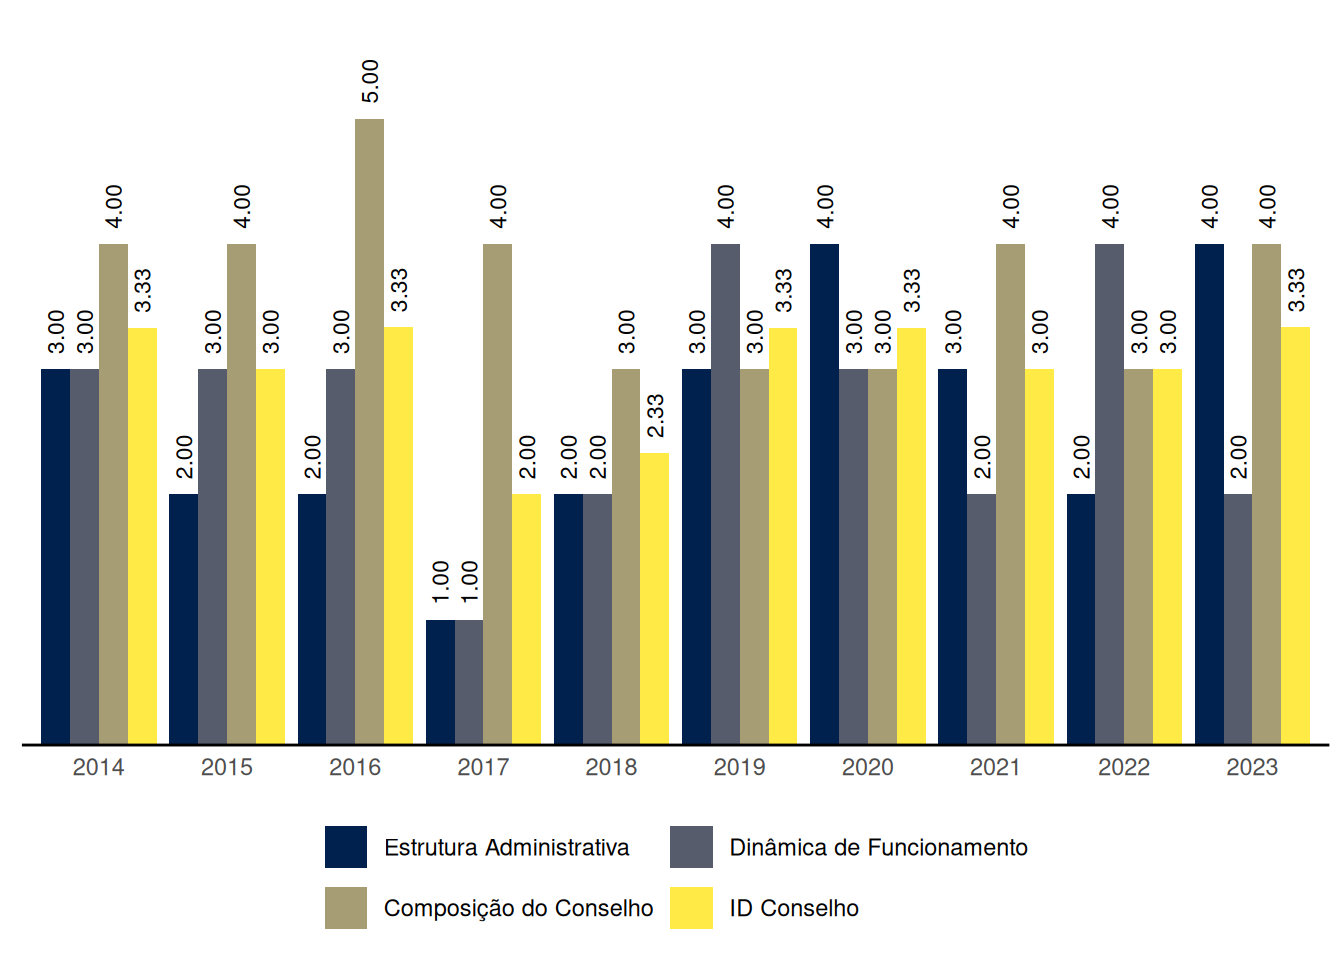 5.00
4.00 4.00 4.00 4.00 4.00 4.00 4.00 4.00 4.00
3.33 3.33 3.33 3.33 3.33
3.00 3.00 3.00 3.00 3.00 3.00 3.00 3.00 3.00 3.00 3.00 3.00 3.00 3.00
2.33
2.00 2.00 2.00 2.00 2.00 2.00 2.00 2.00
1.00 1.00
2014 2015 2016 2017 2018 2019 2020 2021 2022 2023
Estrutura Administrativa Dinâmica de Funcionamento
Composição do Conselho ID Conselho